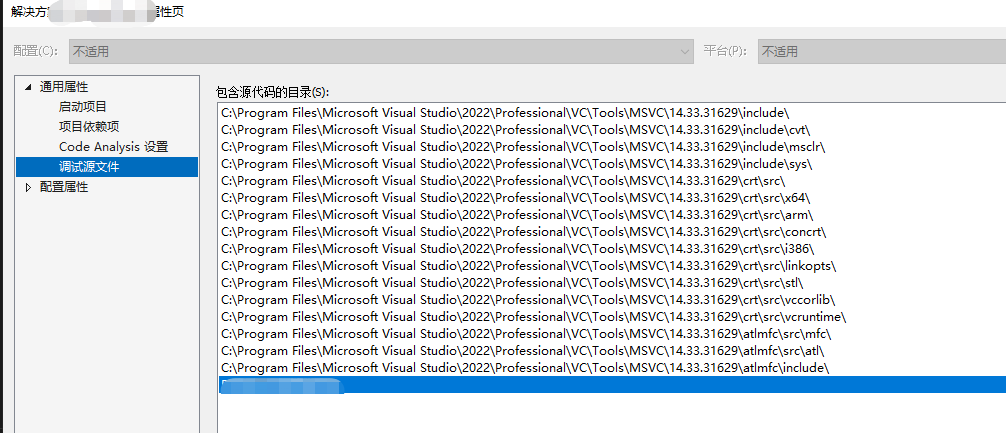 解决方 属性页
配置(C): 不适用 平台(P): 不适用
通用属性
启动项目
项目依赖项
Code Analysis 设置
调试源文件
配置属性
包含源代码的目录(S):
C:\Program Files\Microsoft Visual Studio\2022\Professional\VC\Tools\MSVC\14.33.31629\include\
C:\Program Files\Microsoft Visual Studio\2022\Professional\VC\Tools\MSVC\14.33.31629\include\cvt\
C:\Program Files\Microsoft Visual Studio\2022\Professional\VC\Tools\MSVC\14.33.31629\include\msclr\
C:\Program Files\Microsoft Visual Studio\2022\Professional\VC\Tools\MSVC\14.33.31629\include\sys\
C:\Program Files\Microsoft Visual Studio\2022\Professional\VC\Tools\MSVC\14.33.31629\crt\src\
C:\Program Files\Microsoft Visual Studio\2022\Professional\VC\Tools\MSVC\14.33.31629\crt\src\x64\
C:\Program Files\Microsoft Visual Studio\2022\Professional\VC\Tools\MSVC\14.33.31629\crt\src\arm\
C:\Program Files\Microsoft Visual Studio\2022\Professional\VC\Tools\MSVC\14.33.31629\crt\src\concrt\
C:\Program Files\Microsoft Visual Studio\2022\Professional\VC\Tools\MSVC\14.33.31629\crt\src\i386\
C:\Program Files\Microsoft Visual Studio\2022\Professional\VC\Tools\MSVC\14.33.31629\crt\src\linkopts\
C:\Program Files\Microsoft Visual Studio\2022\Professional\VC\Tools\MSVC\14.33.31629\crt\src\stl\
C:\Program Files\Microsoft Visual Studio\2022\Professional\VC\Tools\MSVC\14.33.31629\crt\src\vccorlib\
C:\Program Files\Microsoft Visual Studio\2022\Professional\VC\Tools\MSVC\14.33.31629\crt\src\vcruntime\
C:\Program Files\Microsoft Visual Studio\2022\Professional\VC\Tools\MSVC\14.33.31629\atlmfc\src\mfc\
C:\Program Files\Microsoft Visual Studio\2022\Professional\VC\Tools\MSVC\14.33.31629\atlmfc\src\atl\
C:\Program Files\Microsoft Visual Studio\2022\Professional\VC\Tools\MSVC\14.33.31629\atlmfc\include\